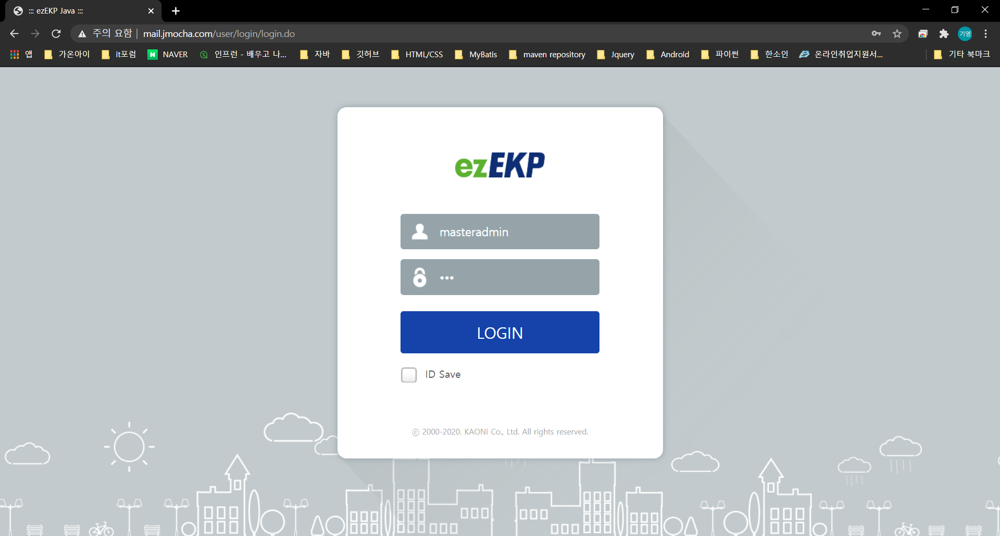 ::: ezEKP Java :::
주의 요함 | mail.jmocha.com/user/login/login.do
기영
앱 가온아이 it포럼 N NAVER 인프런 - 배우고 나... 자바 깃허브 HTML/CSS MyBatis maven repository Jquery Android 파이썬 한소인 온라인취업지원서... 기타 북마크
ezEKP
masteradmin
•••
LOGIN
ID Save
ⓒ 2000-2020. KAONi Co., Ltd. All rights reserved.